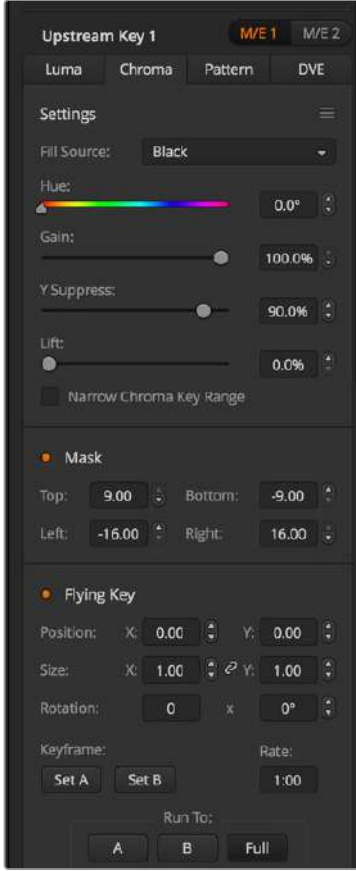 Upstream Key 1 M/E 1 M/E 2
Luma Chroma Pattern DVE
Settings
Fill Source: Black
Hue:
0.0°
Gain:
100.0%
Y Suppress:
90.0%
Lift:
0.0%
Narrow Chroma Key Range
Mask
Top: 9.00 Bottom: -9.00
Left: -16.00 Right: 16.00
Flying Key
Position: X: 0.00 Y: 0.00
Size: X: 1.00 Y: 1.00
Rotation: 0 x 0°
Keyframe: Rate:
Set A Set B 1:00
Run To:
A B Full